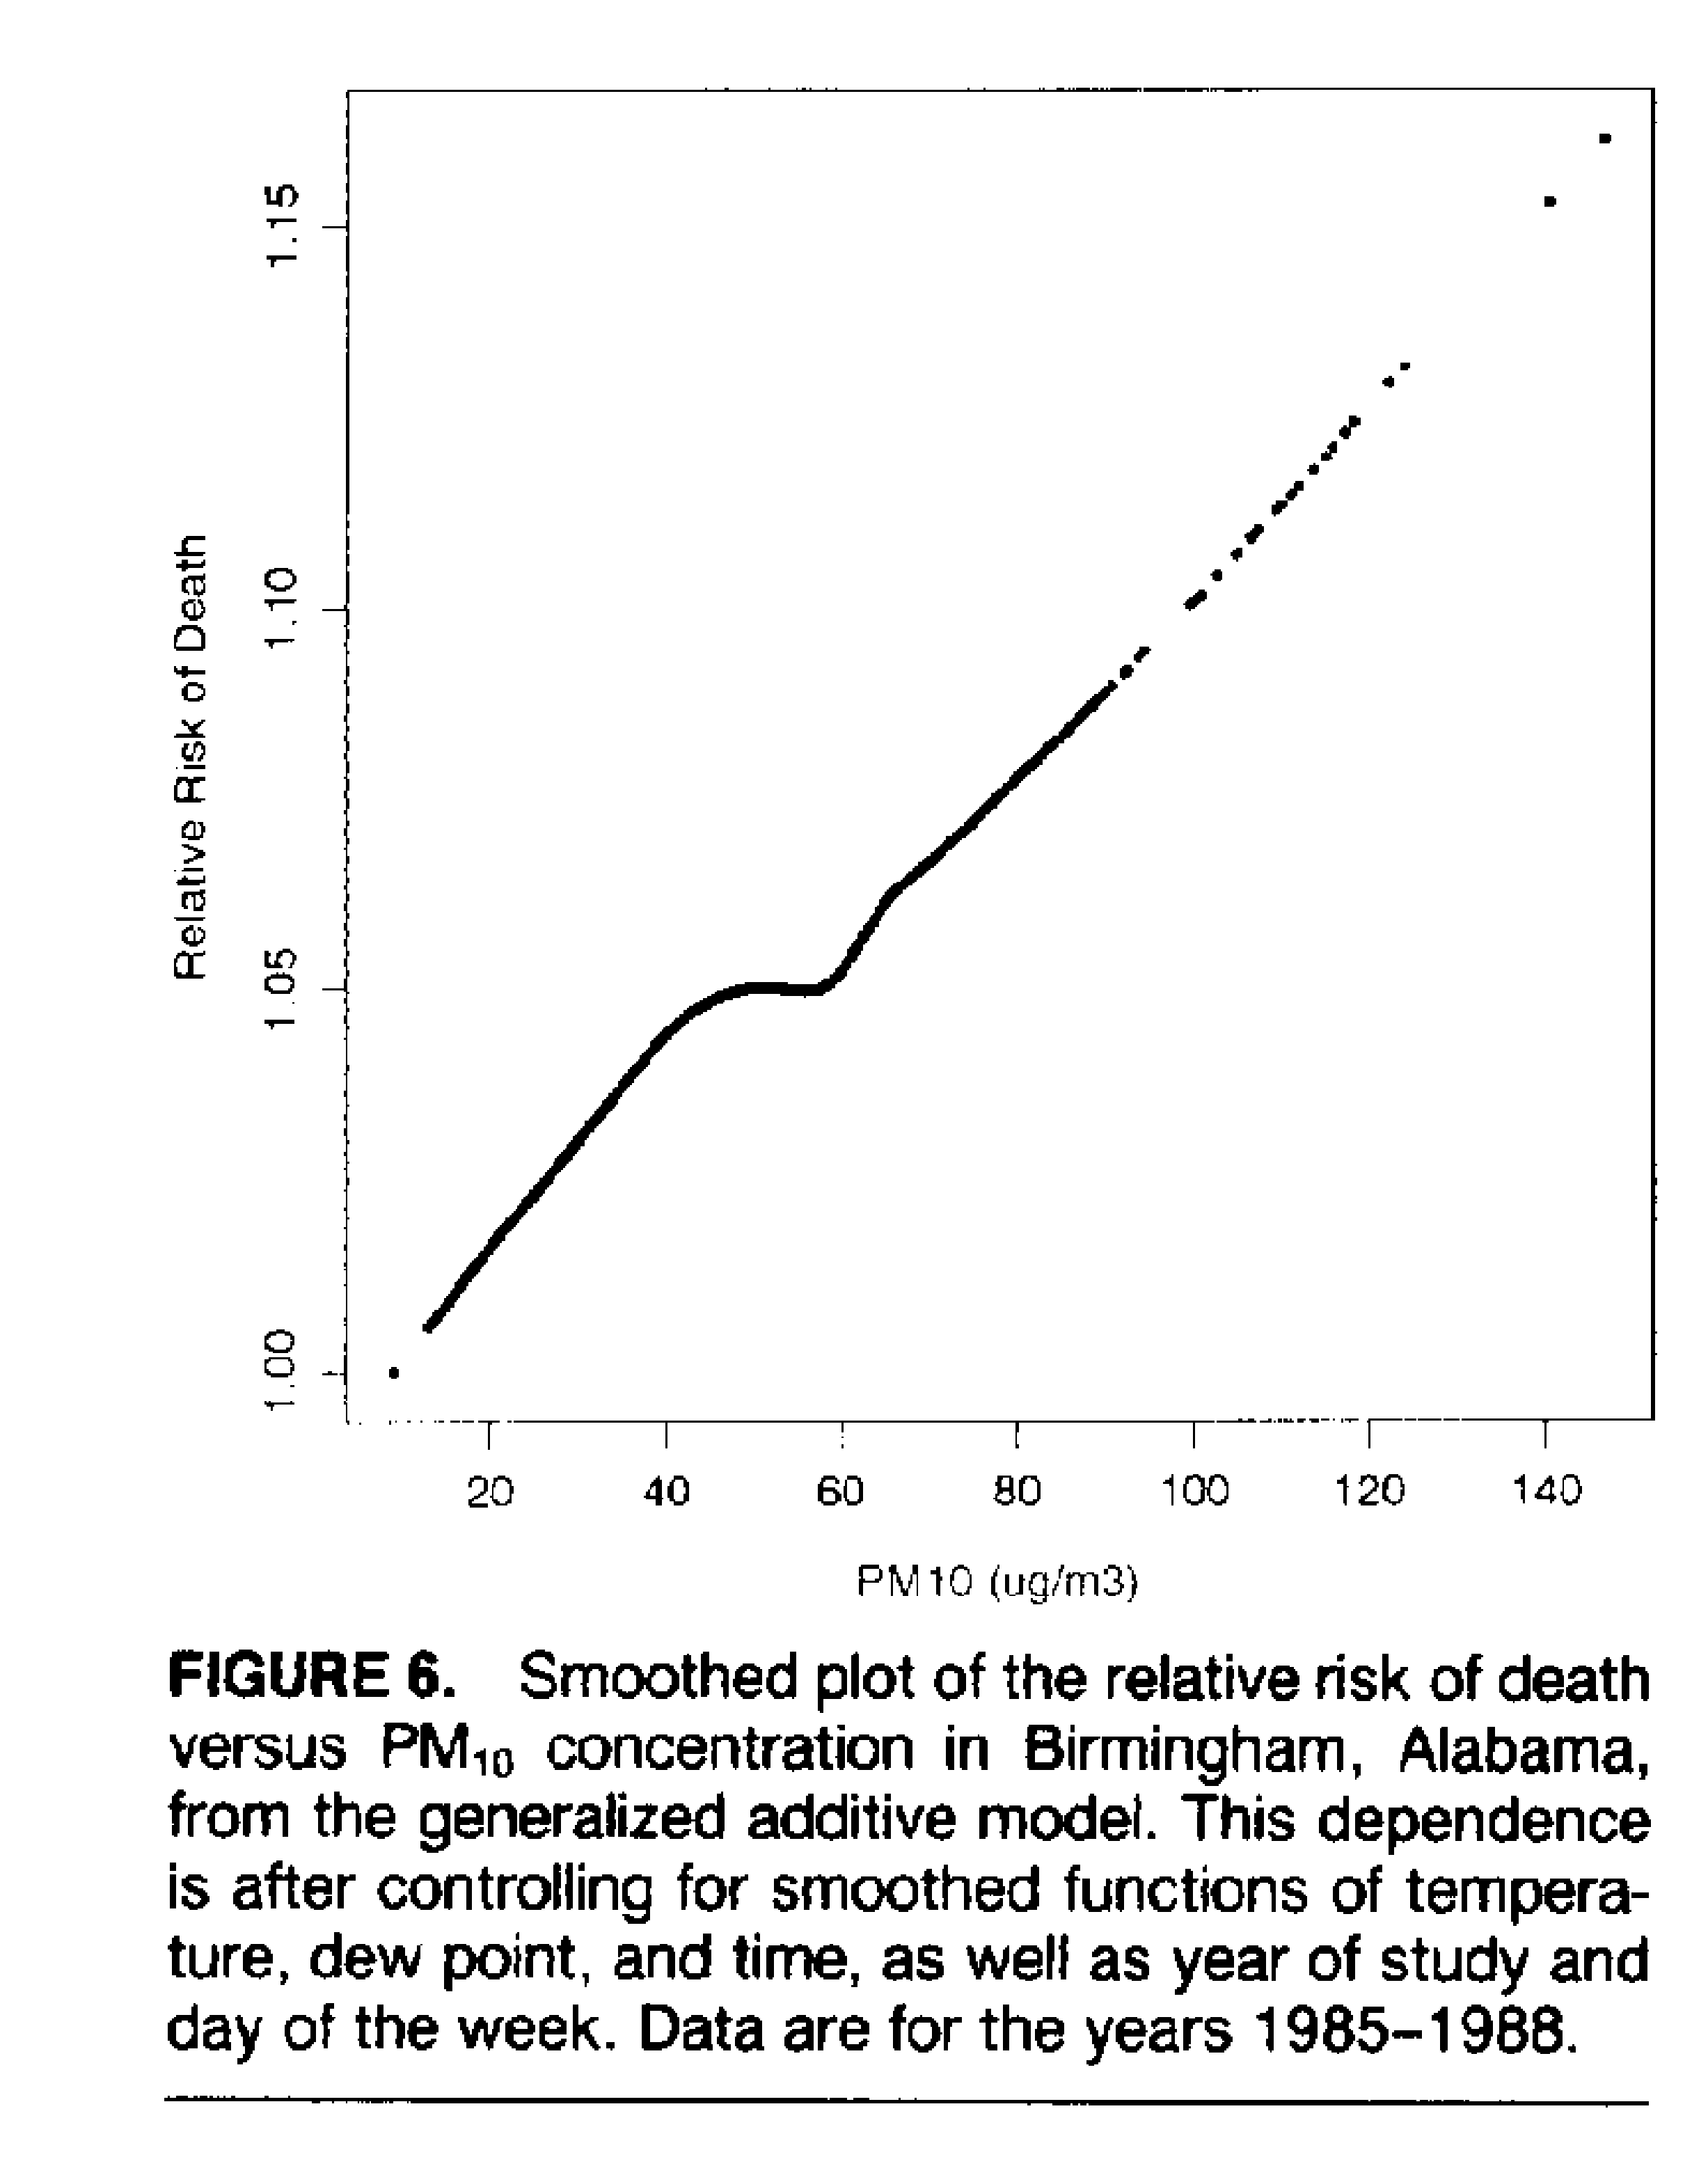 1.15
1.10
1.05
1.00
Relative Risk of Death
20 40 60 80 100 120 140
PM10 (ug/m3)
FIGURE 6. Smoothed plot of the relative risk of death
versus PM₁₀ concentration in Birmingham, Alabama,
from the generalized additive model. This dependence
is after controlling for smoothed functions of tempera-
ture, dew point, and time, as well as year of study and
day of the week. Data are for the years 1985–1988.